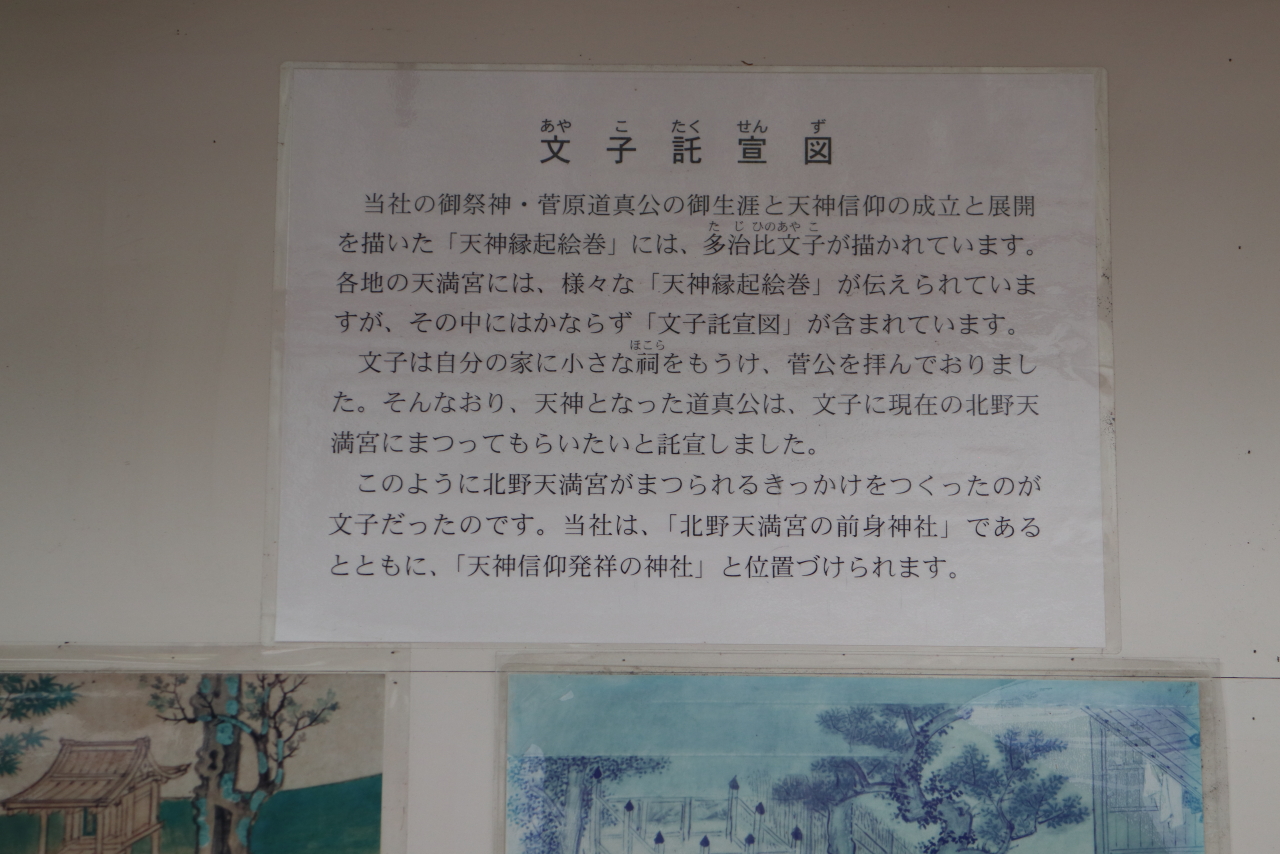 あや こ たく せん ず
文子託宣図
当社の御祭神・菅原道真公の御生涯と天神信仰の成立と展開
た じ ひのあや こ
を描いた「天神縁起絵巻」には、多治比文子が描かれています。
各地の天満宮には、様々な「天神縁起絵巻」が伝えられていま
すが、その中にはかならず「文子託宣図」が含まれています。
ほこら
文子は自分の家に小さな祠をもうけ、菅公を拝んでおりまし
た。そんなおり、天神となった道真公は、文子に現在の北野天
満宮にまつってもらいたいと託宣しました。
このように北野天満宮がまつられるきっかけをつくったのが
文子だったのです。当社は、「北野天満宮の前身神社」である
とともに、「天神信仰発祥の神社」と位置づけられます。